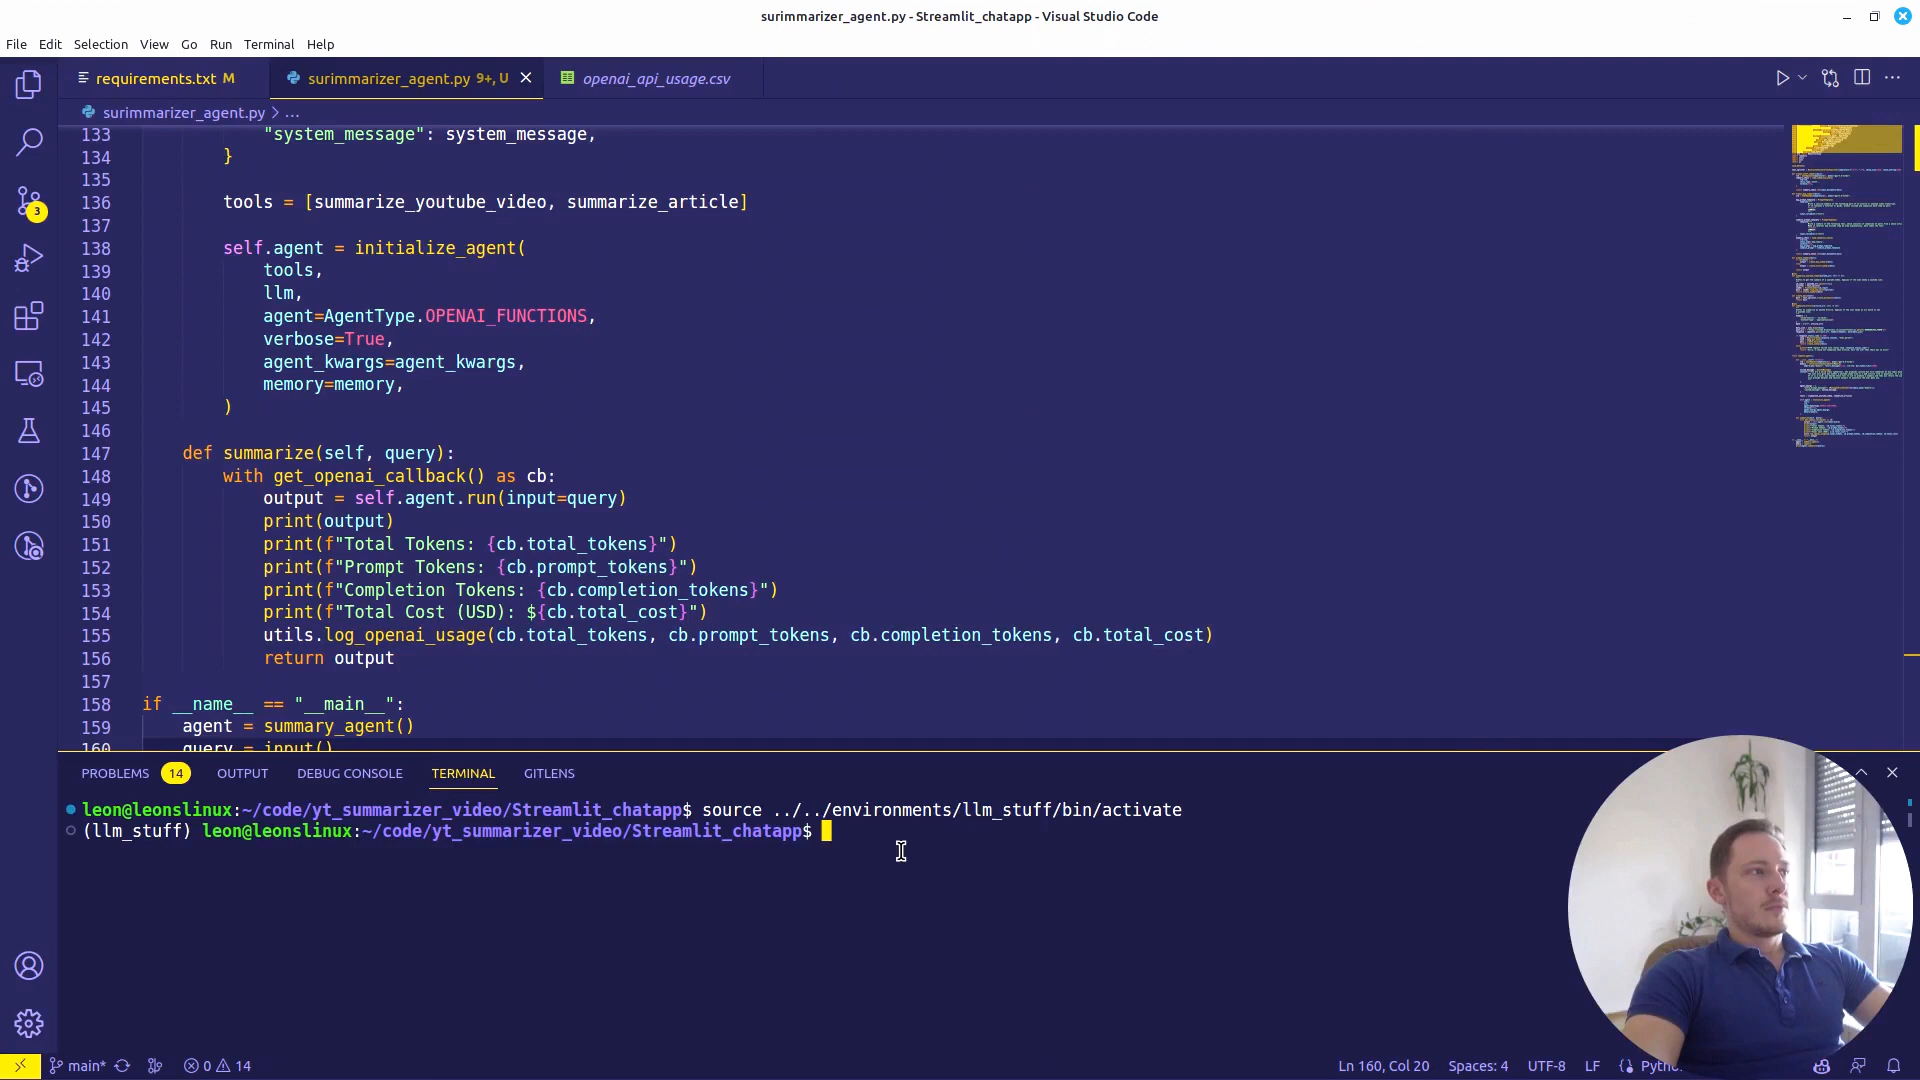 surimmarizer_agent.py - Streamlit_chatapp - Visual Studio Code
File Edit Selection View Go Run Terminal Help
requirements.txt M surimmarizer_agent.py 9+, U openai_api_usage.csv
surimmarizer_agent.py > ...
133 "system_message": system_message,
134 }
135
136 tools = [summarize_youtube_video, summarize_article]
137
138 self.agent = initialize_agent(
139 tools,
140 llm,
141 agent=AgentType.OPENAI_FUNCTIONS,
142 verbose=True,
143 agent_kwargs=agent_kwargs,
144 memory=memory,
145 )
146
147 def summarize(self, query):
148 with get_openai_callback() as cb:
149 output = self.agent.run(input=query)
150 print(output)
151 print(f"Total Tokens: {cb.total_tokens}")
152 print(f"Prompt Tokens: {cb.prompt_tokens}")
153 print(f"Completion Tokens: {cb.completion_tokens}")
154 print(f"Total Cost (USD): ${cb.total_cost}")
155 utils.log_openai_usage(cb.total_tokens, cb.prompt_tokens, cb.completion_tokens, cb.total_cost)
156 return output
157
158 if __name__ == "__main__":
159 agent = summary_agent()
160 query = input()
3
PROBLEMS 14 OUTPUT DEBUG CONSOLE TERMINAL GITLENS
leon@leonslinux:~/code/yt_summarizer_video/Streamlit_chatapp$ source ../../environments/llm_stuff/bin/activate
(llm_stuff) leon@leonslinux:~/code/yt_summarizer_video/Streamlit_chatapp$
main* 0 14 Ln 160, Col 20 Spaces: 4 UTF-8 LF